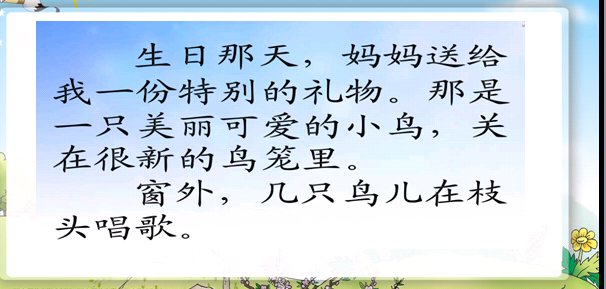 生日那天，妈妈送给
我一份特别的礼物。那是
一只美丽可爱的小鸟，关
在很新的鸟笼里。
窗外，几只鸟儿在枝
头唱歌。